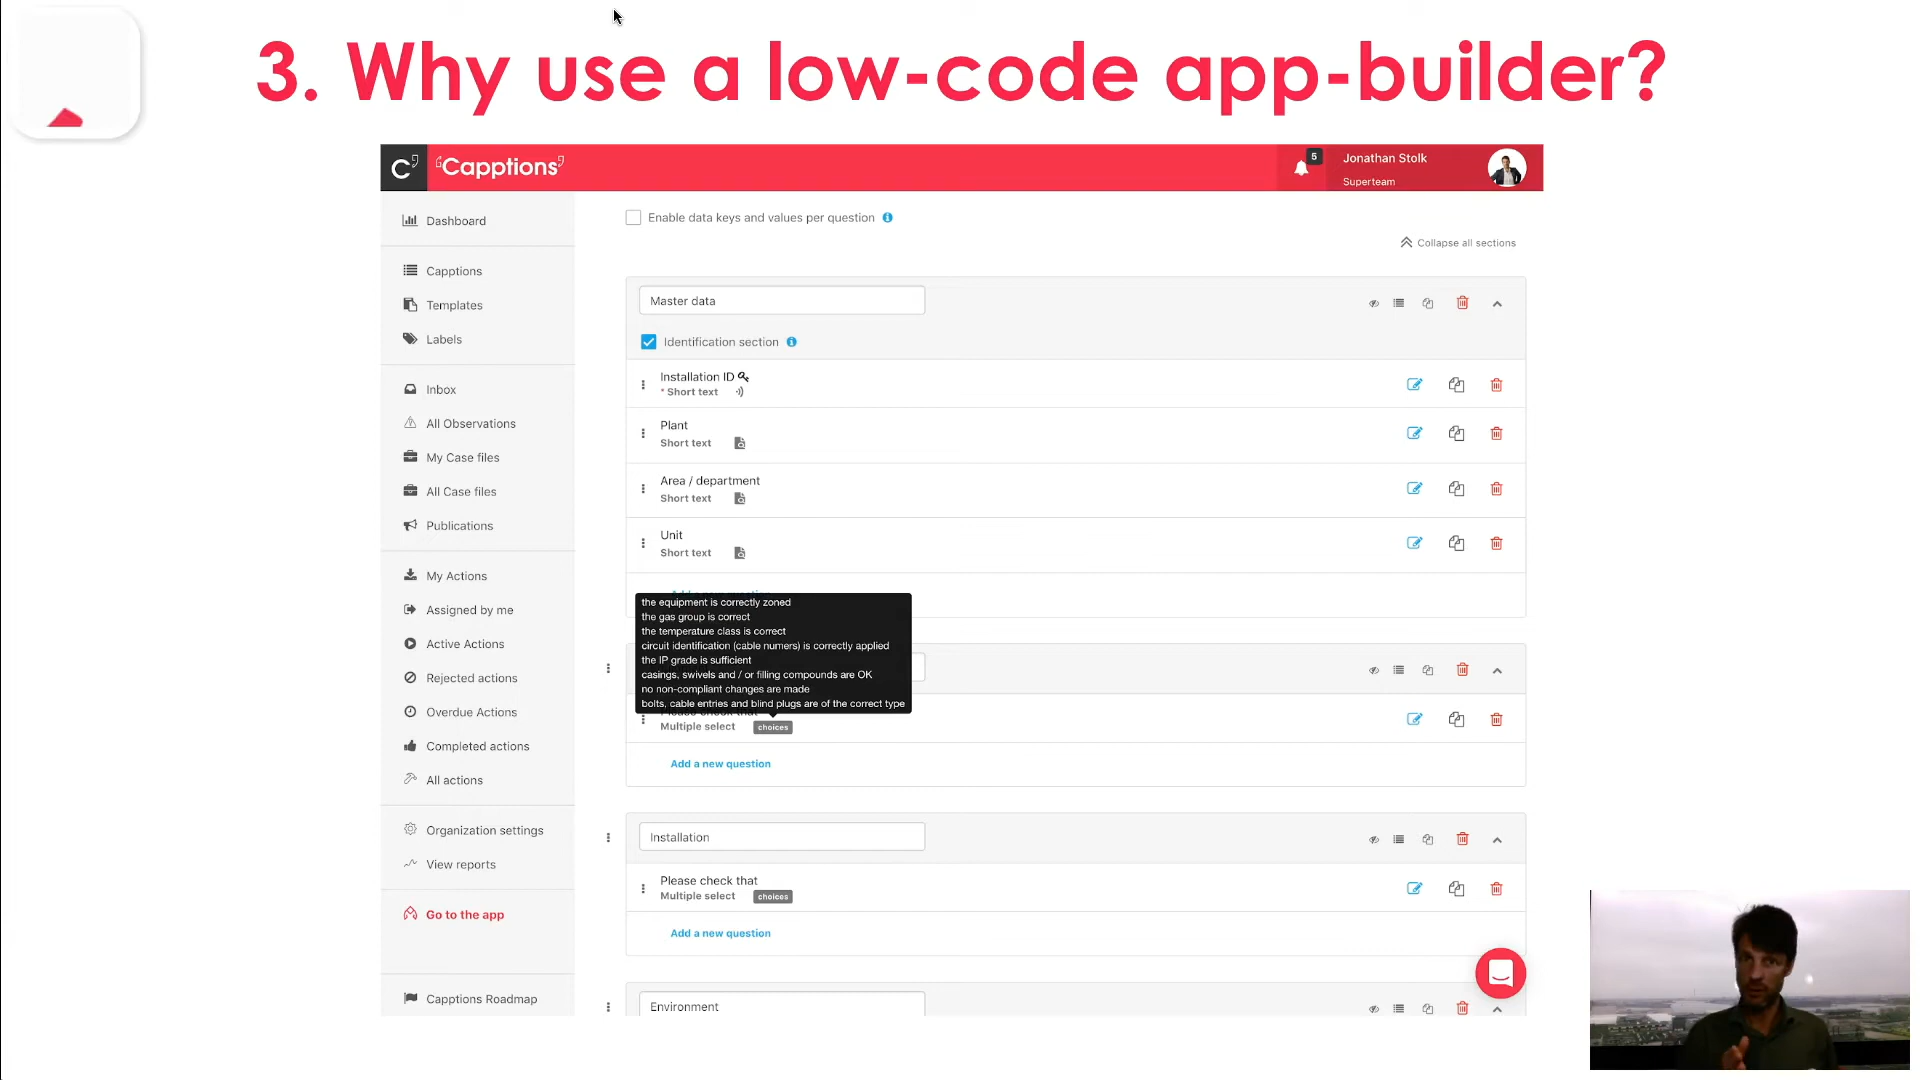 3. Why use a low-code app-builder?
C’ ‘Capptions’
5
Jonathan Stolk
Superteam
Dashboard
Capptions
Templates
Labels
Inbox
All Observations
My Case files
All Case files
Publications
My Actions
Assigned by me
Active Actions
Rejected actions
Overdue Actions
Completed actions
All actions
Organization settings
View reports
Go to the app
Capptions Roadmap
Enable data keys and values per question
Collapse all sections
Master data
Identification section
Installation ID
* Short text
Plant
Short text
Area / department
Short text
Unit
Short text
the equipment is correctly zoned
the gas group is correct
the temperature class is correct
circuit identification (cable numers) is correctly applied
the IP grade is sufficient
casings, swivels and / or filling compounds are OK
no non-compliant changes are made
bolts, cable entries and blind plugs are of the correct type
Please check that
Multiple select choices
Add a new question
Installation
Please check that
Multiple select choices
Add a new question
Environment